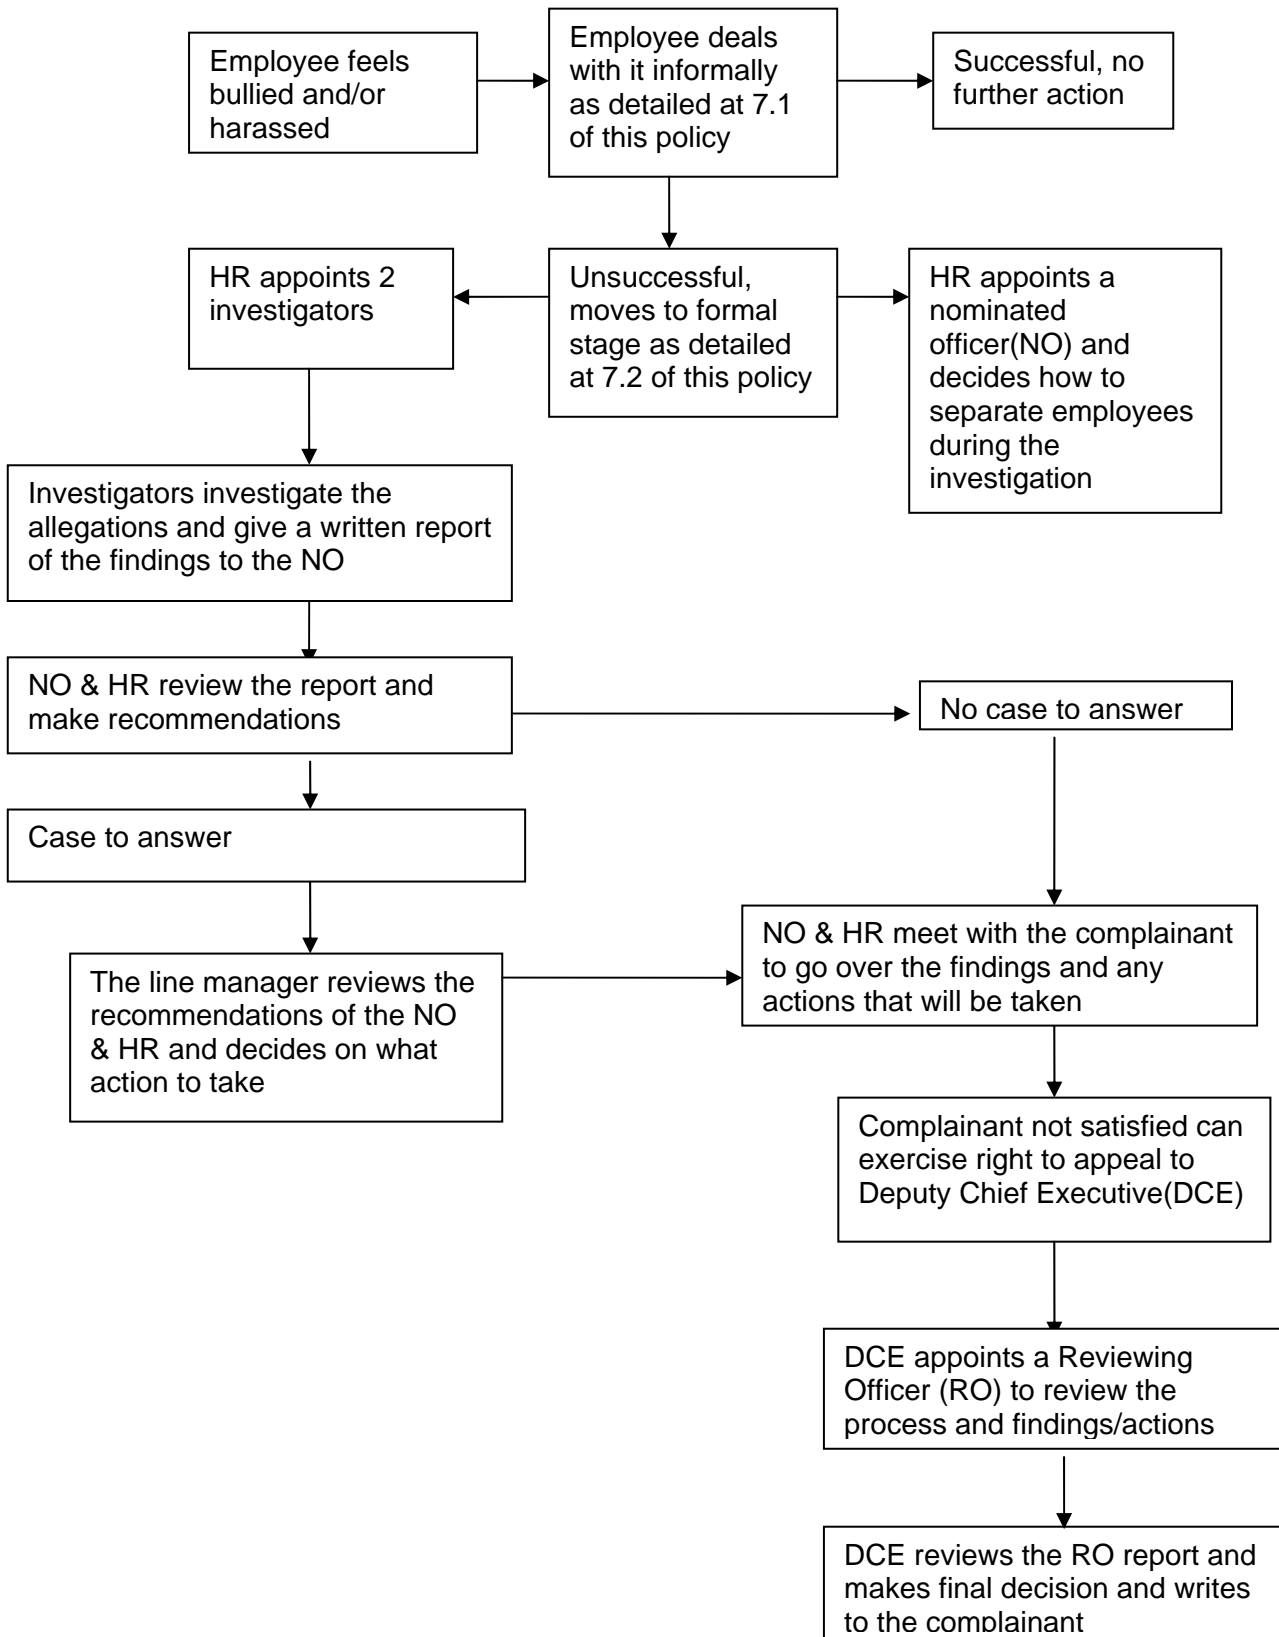 Employee feels
bullied and/or
harassed
Employee deals
with it informally
as detailed at 7.1
of this policy
Successful, no
further action
HR appoints 2
investigators
Unsuccessful,
moves to formal
stage as detailed
at 7.2 of this policy
HR appoints a
nominated
officer(NO) and
decides how to
separate employees
during the
investigation
Investigators investigate the
allegations and give a written report
of the findings to the NO
NO & HR review the report and
make recommendations
No case to answer
Case to answer
The line manager reviews the
recommendations of the NO
& HR and decides on what
action to take
NO & HR meet with the complainant
to go over the findings and any
actions that will be taken
Complainant not satisfied can
exercise right to appeal to
Deputy Chief Executive(DCE)
DCE appoints a Reviewing
Officer (RO) to review the
process and findings/actions
DCE reviews the RO report and
makes final decision and writes
to the complainant